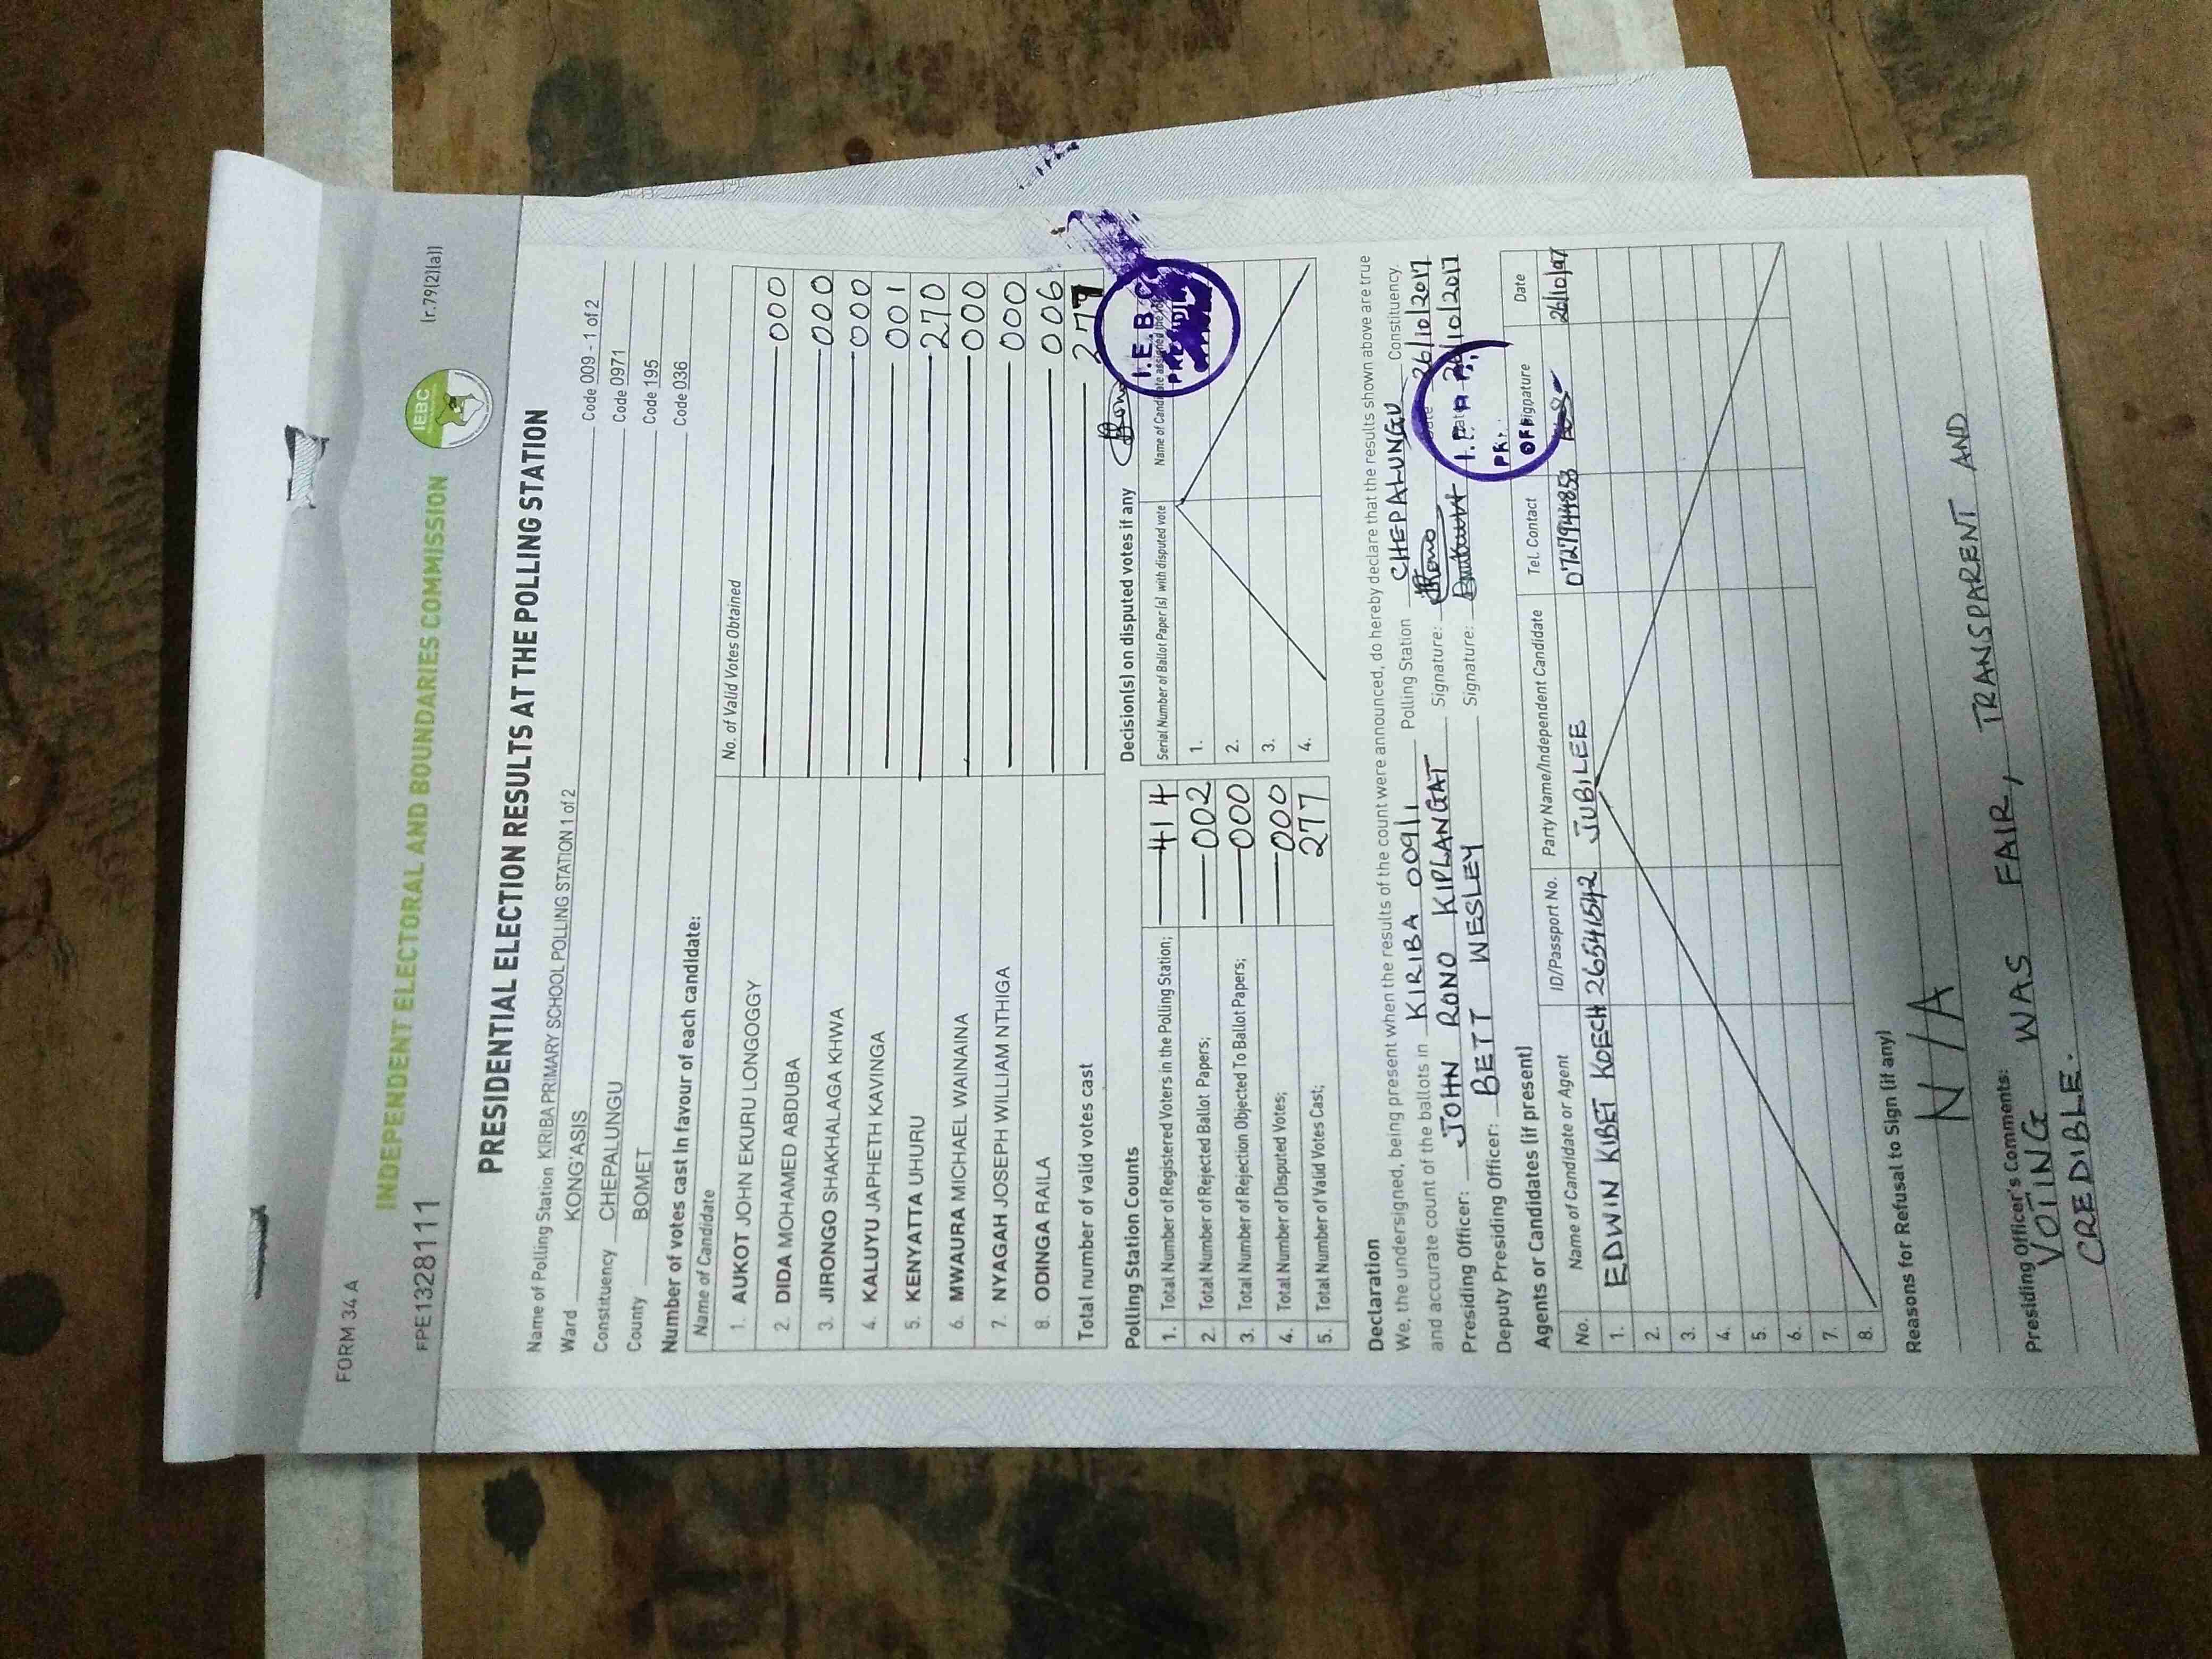 FORM 34 A
INDEPENDENT ELECTORAL AND BOUNDARIES COMMISSION
IEBC
(r.79(2)(a))
FPE1328111
PRESIDENTIAL ELECTION RESULTS AT THE POLLING STATION
Name of Polling Station KIRIBA PRIMARY SCHOOL POLLING STATION 1 of 2 Code 009 - 1 of 2
Ward KONG'ASIS Code 0971
Constituency CHEPALUNGU Code 195
County BOMET Code 036
Number of votes cast in favour of each candidate:
Name of Candidate No. of Valid Votes Obtained
1. AUKOT JOHN EKURU LONGOGGY 000
2. DIDA MOHAMED ABDUBA 000
3. JIRONGO SHAKHALAGA KHWA 000
4. KALUYU JAPHETH KAVINGA 001
5. KENYATTA UHURU 270
6. MWAURA MICHAEL WAINAINA 000
7. NYAGAH JOSEPH WILLIAM NTHIGA 000
8. ODINGA RAILA 006
Total number of valid votes cast 277
Polling Station Counts
1. Total Number of Registered Voters in the Polling Station; 414
2. Total Number of Rejected Ballot Papers; 002
3. Total Number of Rejection Objected To Ballot Papers; 000
4. Total Number of Disputed Votes; 000
5. Total Number of Valid Votes Cast; 277
Decision(s) on disputed votes if any
Serial Number of Ballot Paper(s) with disputed vote Name of Candidate assigned the
1.
2.
3.
4.
I.E.B.C
Declaration
We, the undersigned, being present when the results of the count were announced, do hereby declare that the results shown above are true
and accurate count of the ballots in KIRIBA 00911 Polling Station CHEPALUNGU Constituency.
Presiding Officer: JOHN RONO KIPLANGAT Signature: Date 26/10/2017
Deputy Presiding Officer: BETT WESLEY Signature: Date 26/10/2017
Agents or Candidates (if present)
No. Name of Candidate or Agent ID/Passport No. Party Name/Independent Candidate Tel. Contact Signature Date
1. EDWIN KIBET KOECH 26541542 JUBILEE 0727944853
2.
3.
4.
5.
6.
7.
8.
Reasons for Refusal to Sign (if any)
N/A
Presiding Officer's Comments:
VOTING WAS FAIR, TRANSPARENT AND
CREDIBLE.